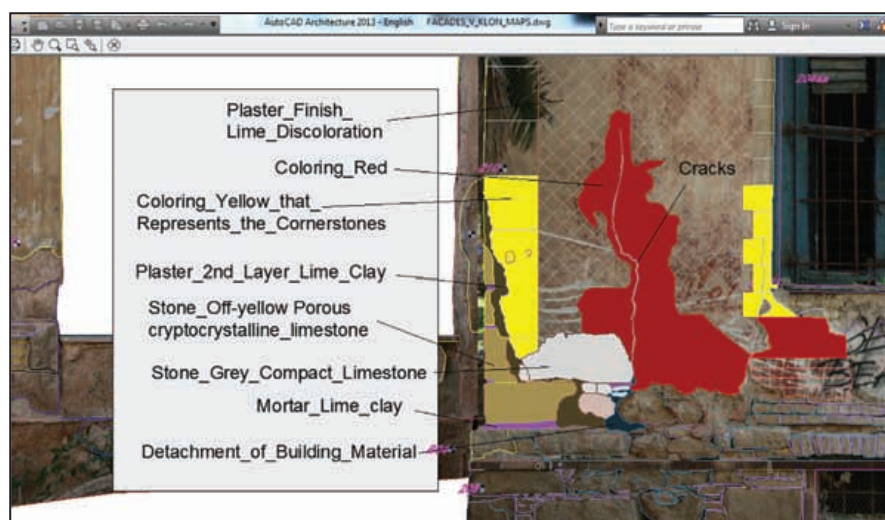 AutoCAD Architecture 2013 - English FACADES_V_KLON_MAPS.dwg
Type a keyword or phrase
Sign In
Plaster_Finish_
Lime_Discoloration
Coloring_Red
Cracks
Coloring_Yellow_that_
Represents_the_Cornerstones
Plaster_2nd_Layer_Lime_Clay
Stone_Off-yellow Porous
cryptocrystalline_limestone
Stone_Grey_Compact_Limestone
Mortar_Lime_clay
Detachment_of_Building_Material